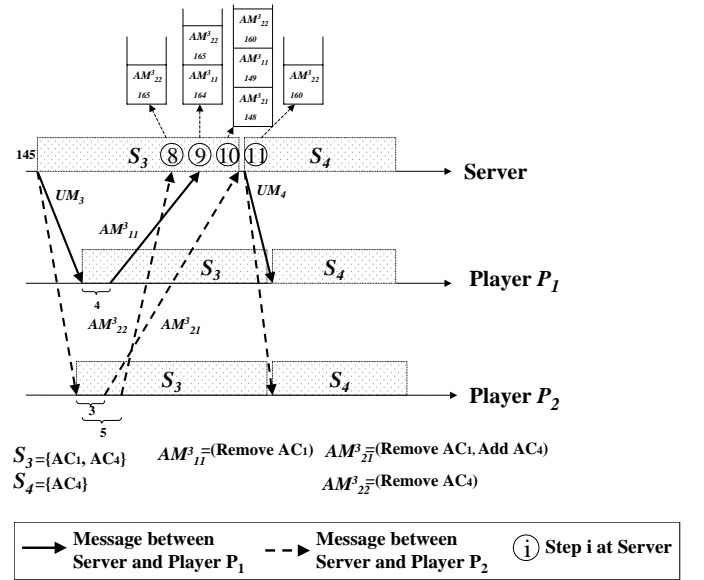 AM³₂₂
165
AM³₂₂
165
AM³₁₁
164
AM³₂₂
160
AM³₁₁
149
AM³₂₁
148
AM³₂₂
160
145
S₃
8
9
10
11
S₄
Server
UM₃
AM³₁₁
UM₄
S₃
S₄
Player P₁
4
AM³₂₂
AM³₂₁
S₃
S₄
Player P₂
3
5
S₃={AC₁, AC₄}
AM³₁₁=(Remove AC₁)
AM³₂₁=(Remove AC₁, Add AC₄)
S₄={AC₄}
AM³₂₂=(Remove AC₄)
Message between
Server and Player P₁
Message between
Server and Player P₂
i
Step i at Server